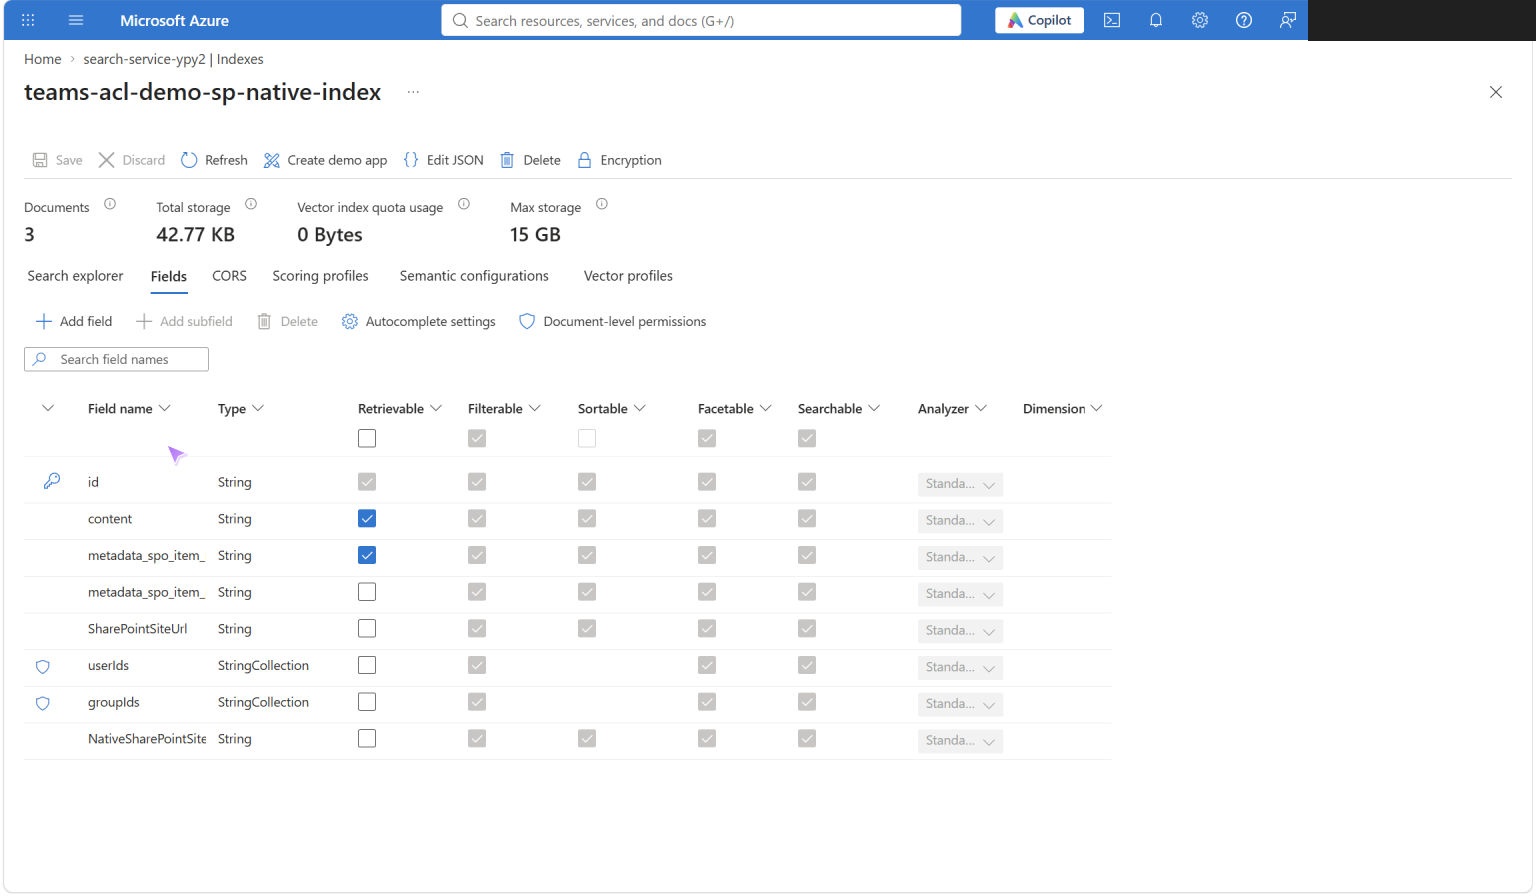 Microsoft Azure
Search resources, services, and docs (G+/)
Copilot
Home > search-service-ypy2 | Indexes
teams-acl-demo-sp-native-index ...
Save Discard Refresh Create demo app {} Edit JSON Delete Encryption
Documents Total storage Vector index quota usage Max storage
3 42.77 KB 0 Bytes 15 GB
Search explorer Fields CORS Scoring profiles Semantic configurations Vector profiles
+ Add field + Add subfield Delete Autocomplete settings Document-level permissions
Search field names
Field name Type Retrievable Filterable Sortable Facetable Searchable Analyzer Dimension
id String Standa...
content String Standa...
metadata_spo_item_ String Standa...
metadata_spo_item_ String Standa...
SharePointSiteUrl String Standa...
userIds StringCollection Standa...
groupIds StringCollection Standa...
NativeSharePointSite String Standa...